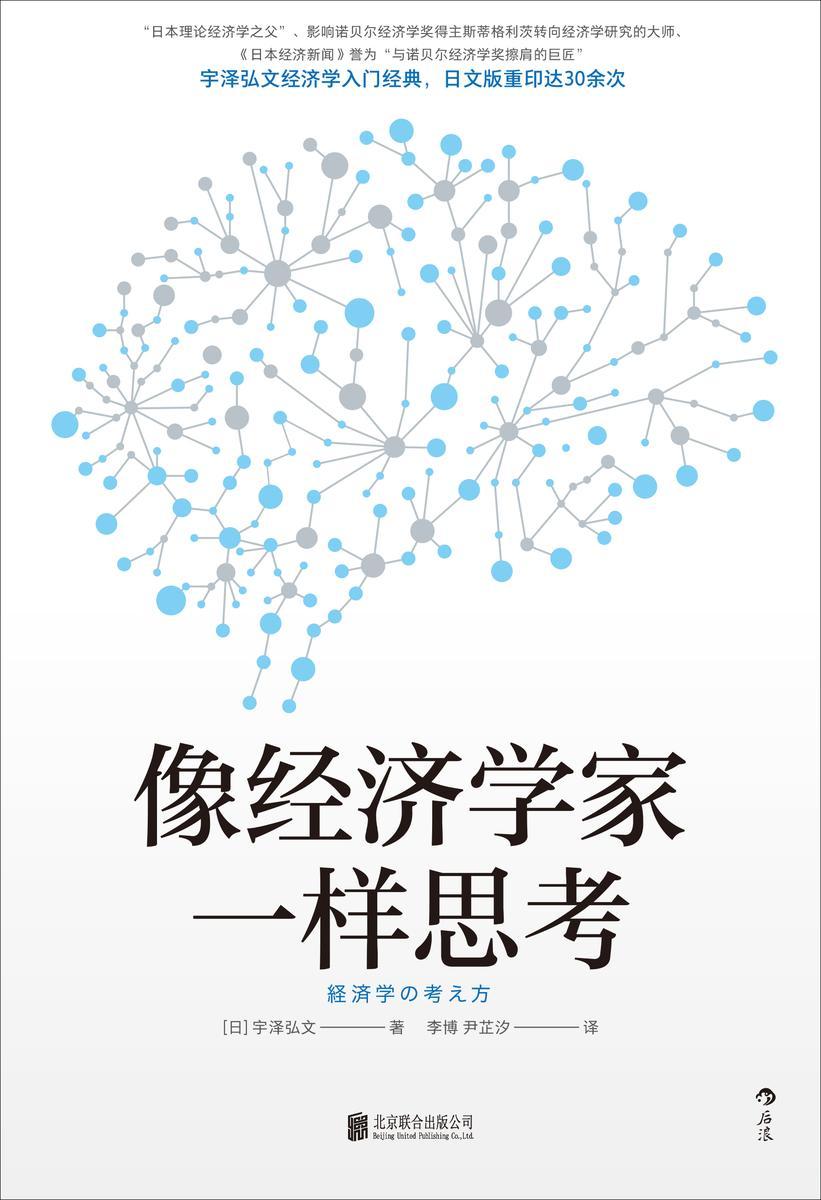 “日本理论经济学之父”、影响诺贝尔经济学奖得主斯蒂格利茨转向经济学研究的大师、
《日本经济新闻》誉为“与诺贝尔经济学奖擦肩的巨匠”
宇泽弘文经济学入门经典，日文版重印达30余次
像经济学家
一样思考
経済学の考え方
[日] 宇泽弘文 著 李博 尹芷汐 译
北京联合出版公司
Beijing United Publishing Co.,Ltd.
后浪